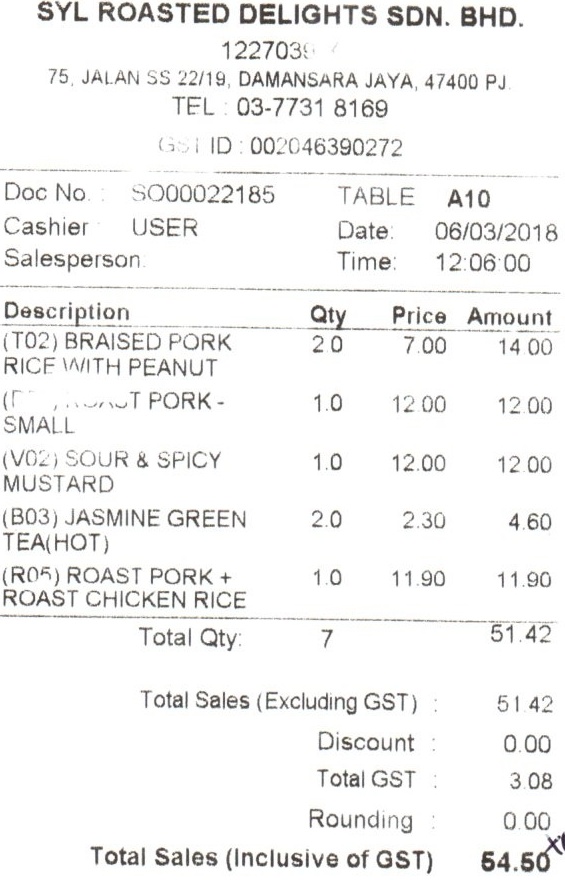 SYL ROASTED DELIGHTS SDN. BHD.
75, JALAN SS 22/19, DAMANSARA JAYA, 47400 PJ.
TEL : 03-7731 8169
GST ID : 002046390272
Doc No. : SO00022185 TABLE A10
Cashier : USER Date: 06/03/2018
Salesperson: Time: 12:06:00
Description Qty Price Amount
(T02) BRAISED PORK 2.0 7.00 14.00
RICE WITH PEANUT
PORK - 1.0 12.00 12.00
SMALL
(V02) SOUR & SPICY 1.0 12.00 12.00
MUSTARD
(B03) JASMINE GREEN 2.0 2.30 4.60
TEA(HOT)
(R05) ROAST PORK + 1.0 11.90 11.90
ROAST CHICKEN RICE
Total Qty: 7 51.42
Total Sales (Excluding GST) : 51.42
Discount : 0.00
Total GST : 3.08
Rounding : 0.00
Total Sales (Inclusive of GST) 54.50